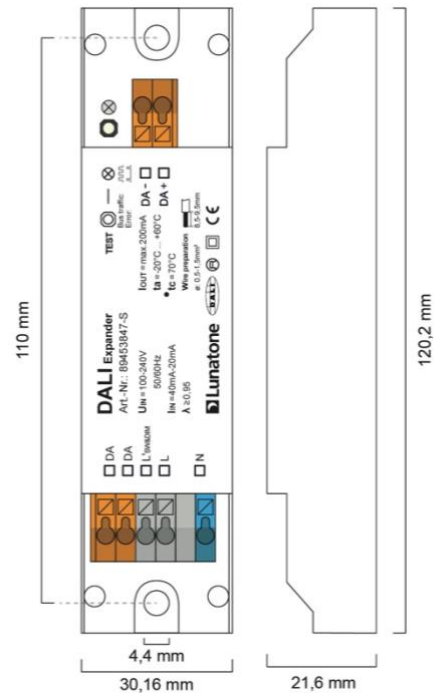 110 mm
120,2 mm
4,4 mm
30,16 mm
21,6 mm
TEST
Bus traffic
Error:
IOUT = max.200mA
ta = -20°C ... +60°C
tc = 70°C
DA -
DA +
Wire preparation
ø: 0.5-1.5mm²
8.5-9.5mm
DALI Expander
Art.-Nr.: 89453847-S
UIN = 100-240V
50/60Hz
IIN = 40mA-20mA
λ ≥ 0,95
DALI
CE
Lunatone
DA
DA
L'SW&DIM
L
N